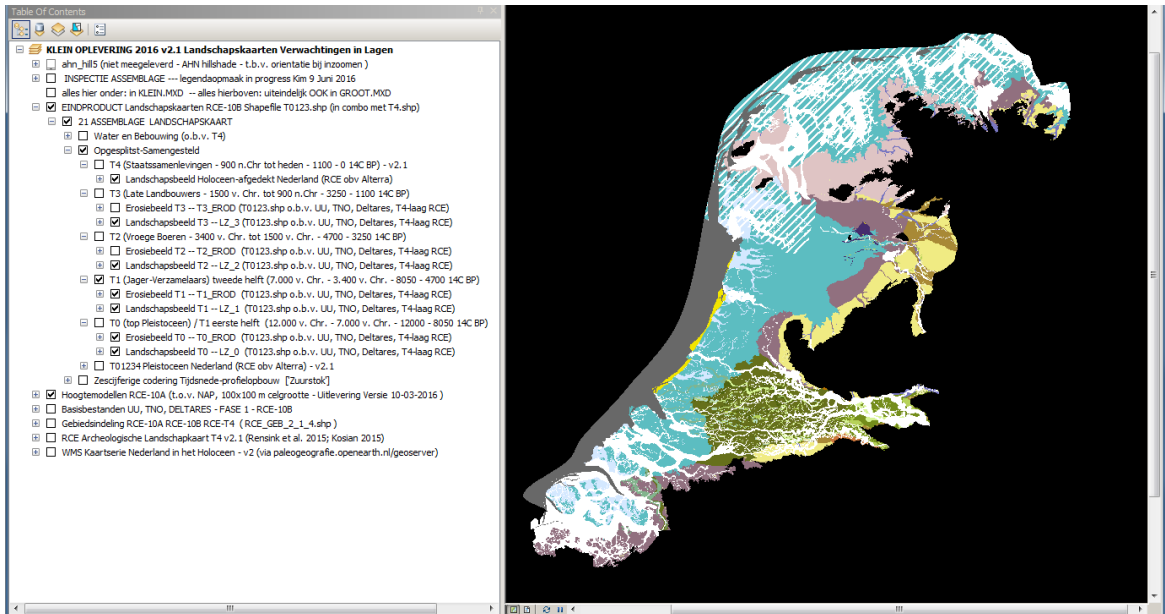 Table Of Contents
KLEIN OPLEVERING 2016 v2.1 Landschapskaarten Verwachtingen in Lagen
ahn_hill5 (niet meegeleverd - AHN hillshade - t.b.v. orientatie bij inzoomen )
INSPECTIE ASSEMBLAGE --- legendaopmaak in progress Kim 9 Juni 2016
alles hier onder: in KLEIN.MXD -- alles hierboven: uiteindelijk OOK in GROOT.MXD
EINDPRODUCT Landschapskaarten RCE-10B Shapefile T0123.shp (in combo met T4.shp)
21 ASSEMBLAGE LANDSCHAPSKAART
Water en Bebouwing (o.b.v. T4)
Opgesplitst-Samengesteld
T4 (Staatssamenlevingen - 900 n.Chr tot heden - 1100 - 0 14C BP) - v2.1
Landschapsbeeld Holoceen-afgedekt Nederland (RCE obv Alterra)
T3 (Late Landbouwers - 1500 v. Chr. tot 900 n.Chr - 3250 - 1100 14C BP)
Erosiebeeld T3 -- T3_EROD (T0123.shp o.b.v. UU, TNO, Deltares, T4-laag RCE)
Landschapsbeeld T3 -- LZ_3 (T0123.shp o.b.v. UU, TNO, Deltares, T4-laag RCE)
T2 (Vroege Boeren - 3400 v. Chr. tot 1500 v. Chr. - 4700 - 3250 14C BP)
Erosiebeeld T2 -- T2_EROD (T0123.shp o.b.v. UU, TNO, Deltares, T4-laag RCE)
Landschapsbeeld T2 -- LZ_2 (T0123.shp o.b.v. UU, TNO, Deltares, T4-laag RCE)
T1 (Jager-Verzamelaars) tweede helft (7.000 v. Chr. - 3.400 v. Chr. - 8050 - 4700 14C BP)
Erosiebeeld T1 -- T1_EROD (T0123.shp o.b.v. UU, TNO, Deltares, T4-laag RCE)
Landschapsbeeld T1 -- LZ_1 (T0123.shp o.b.v. UU, TNO, Deltares, T4-laag RCE)
T0 (top Pleistoceen) / T1 eerste helft (12.000 v. Chr. - 7.000 v. Chr. - 12000 - 8050 14C BP)
Erosiebeeld T0 -- T0_EROD (T0123.shp o.b.v. UU, TNO, Deltares, T4-laag RCE)
Landschapsbeeld T0 -- LZ_0 (T0123.shp o.b.v. UU, TNO, Deltares, T4-laag RCE)
T01234 Pleistoceen Nederland (RCE obv Alterra) - v2.1
Zescijferige codering Tijdsnede-profielopbouw ['Zuurstok']
Hoogtemodellen RCE-10A (t.o.v. NAP, 100x100 m celgrootte - Uitlevering Versie 10-03-2016 )
Basisbestanden UU, TNO, DELTARES - FASE 1 - RCE-10B
Gebiedsindeling RCE-10A RCE-10B RCE-T4 ( RCE_GEB_2_1_4.shp )
RCE Archeologische Landschapkaart T4 v2.1 (Rensink et al. 2015; Kosian 2015)
WMS Kaartserie Nederland in het Holoceen - v2 (via paleogeografie.openearth.nl/geoserver)